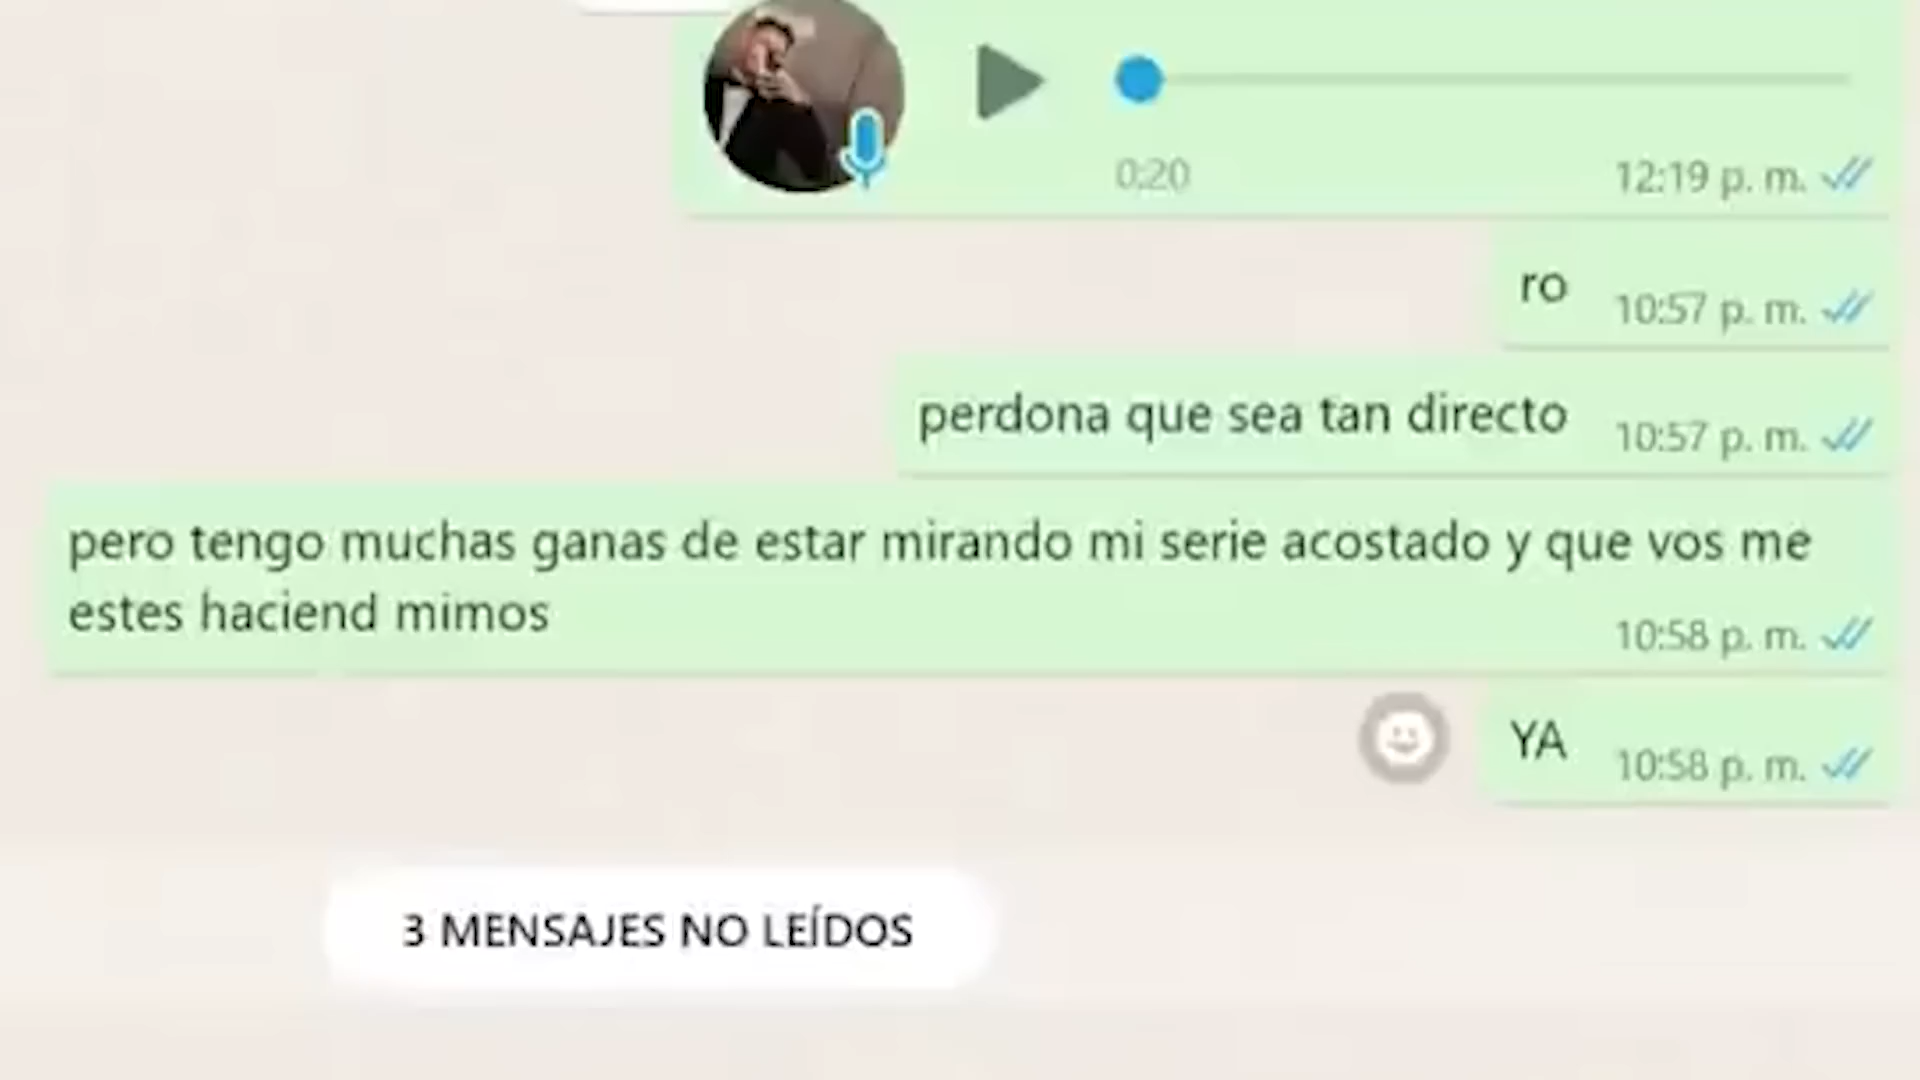 0:20 12:19 p. m.
ro 10:57 p. m.
perdona que sea tan directo 10:57 p. m.
pero tengo muchas ganas de estar mirando mi serie acostado y que vos me
estes haciend mimos 10:58 p. m.
YA 10:58 p. m.
3 MENSAJES NO LEÍDOS